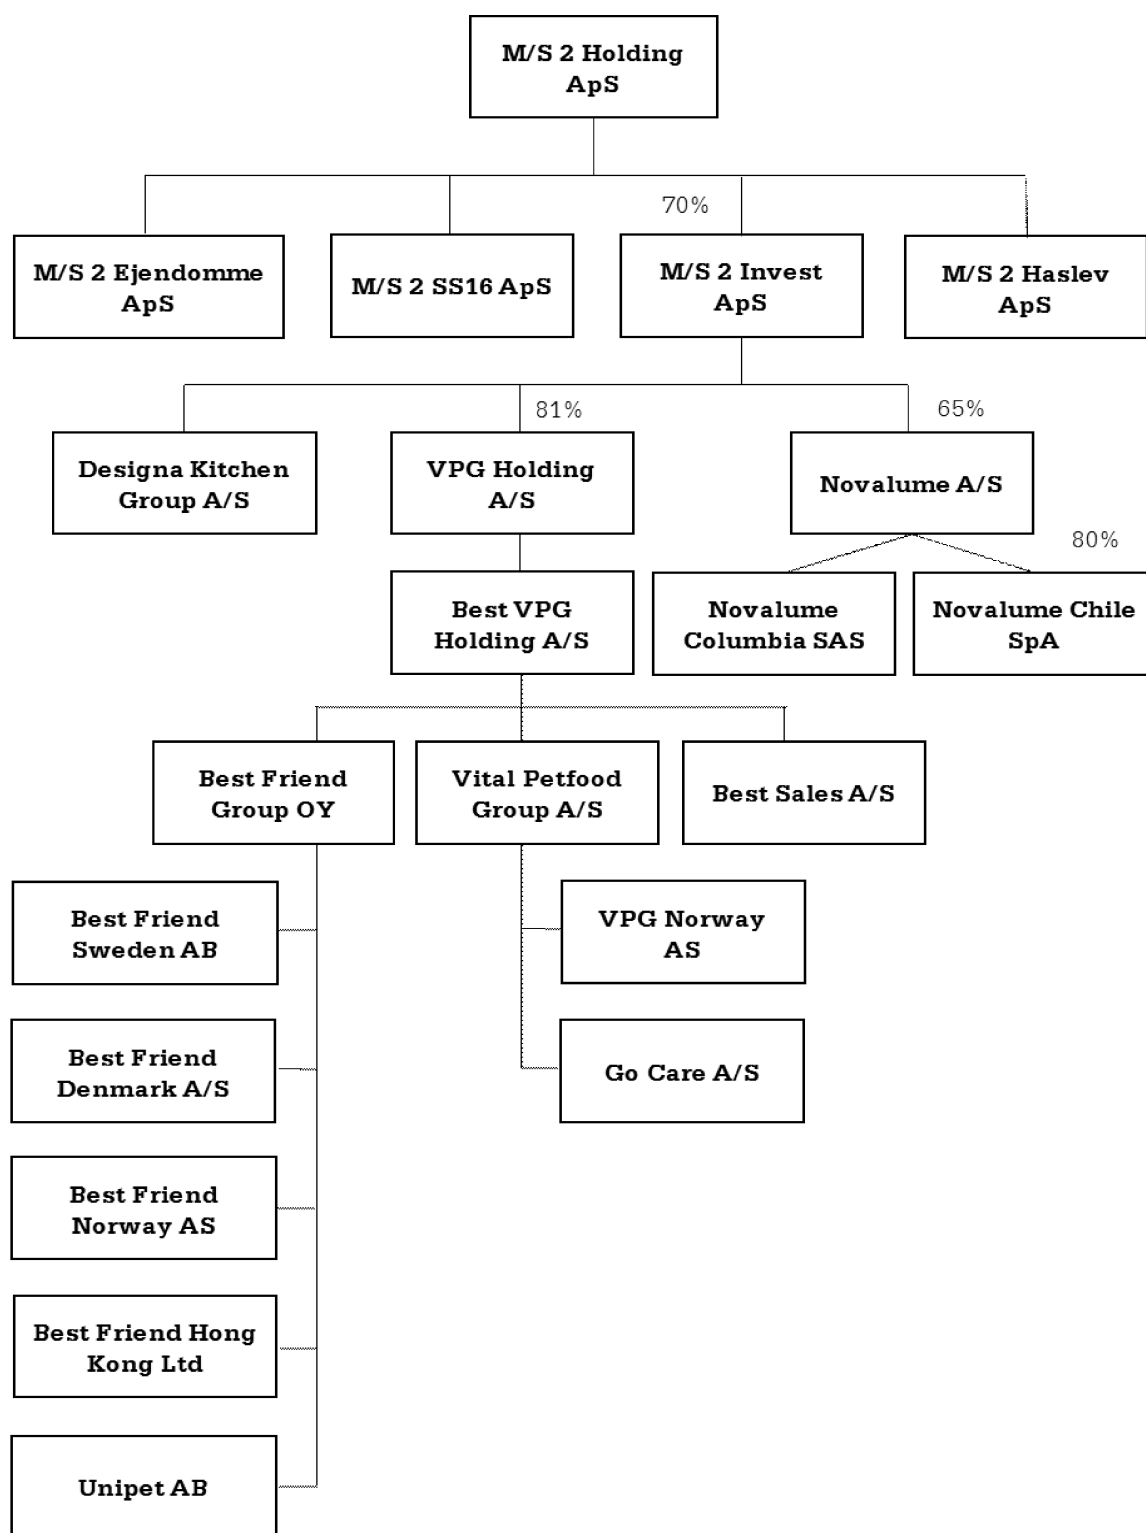 M/S 2 Holding
ApS
70%
M/S 2 Ejendomme
ApS
M/S 2 SS16 ApS
M/S 2 Invest
ApS
M/S 2 Haslev
ApS
81%
65%
Designa Kitchen
Group A/S
VPG Holding
A/S
Novalume A/S
80%
Best VPG
Holding A/S
Novalume
Columbia SAS
Novalume Chile
SpA
Best Friend
Group OY
Vital Petfood
Group A/S
Best Sales A/S
Best Friend
Sweden AB
VPG Norway
AS
Best Friend
Denmark A/S
Go Care A/S
Best Friend
Norway AS
Best Friend Hong
Kong Ltd
Unipet AB